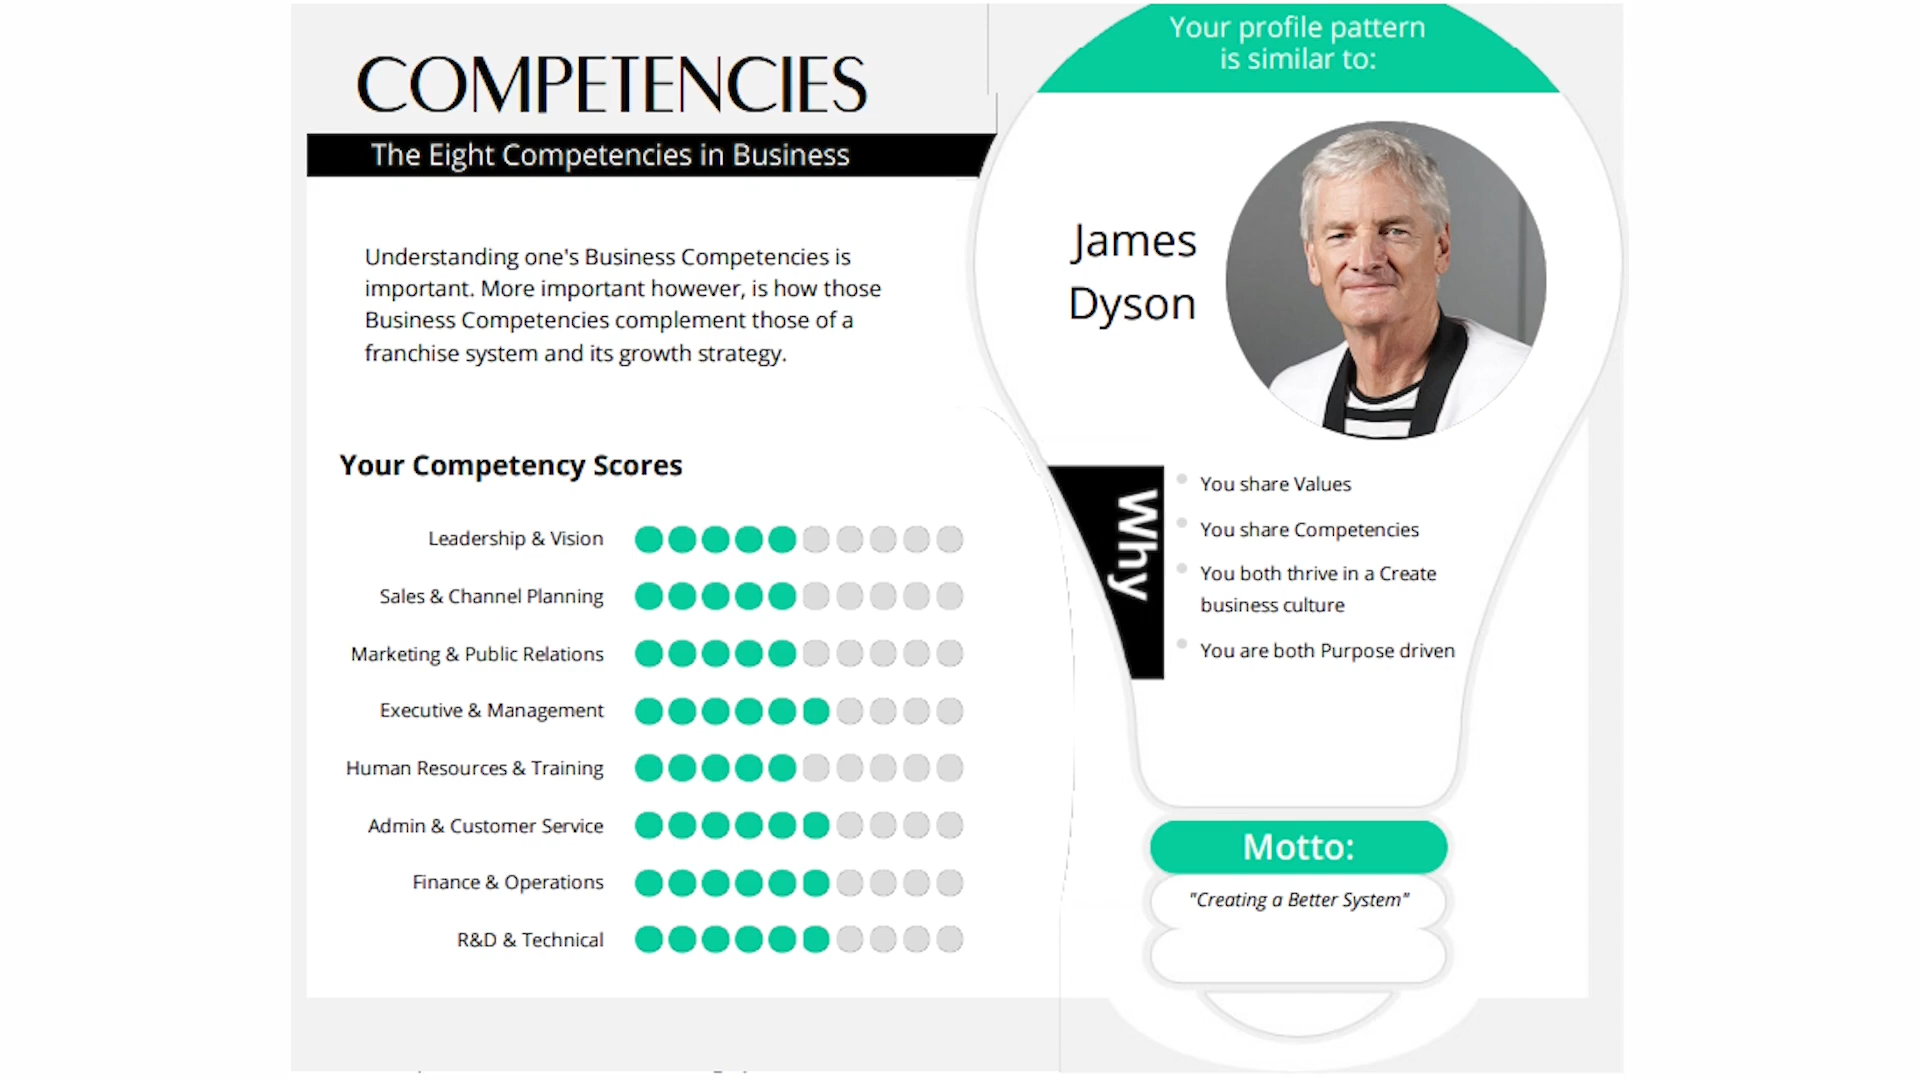 COMPETENCIES
The Eight Competencies in Business
Understanding one's Business Competencies is
important. More important however, is how those
Business Competencies complement those of a
franchise system and its growth strategy.
Your Competency Scores
Leadership & Vision
Sales & Channel Planning
Marketing & Public Relations
Executive & Management
Human Resources & Training
Admin & Customer Service
Finance & Operations
R&D & Technical
Your profile pattern
is similar to:
James
Dyson
Why
You share Values
You share Competencies
You both thrive in a Create
business culture
You are both Purpose driven
Motto:
"Creating a Better System"